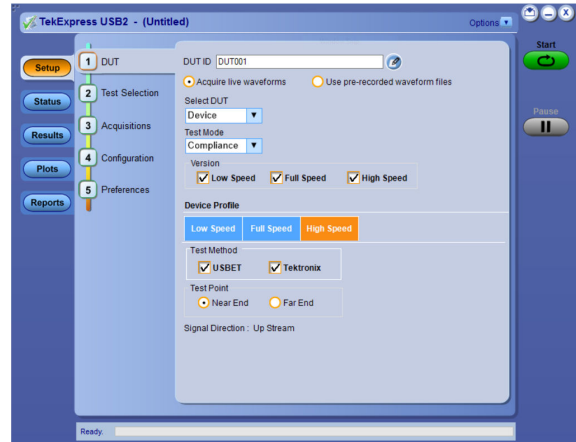 TekExpress USB2 - (Untitled)
Options
Start
Pause
Setup
Status
Results
Plots
Reports
1 DUT
2 Test Selection
3 Acquisitions
4 Configuration
5 Preferences
DUT ID DUT001
Acquire live waveforms Use pre-recorded waveform files
Select DUT
Device
Test Mode
Compliance
Version
Low Speed Full Speed High Speed
Device Profile
Low Speed Full Speed High Speed
Test Method
USBET Tektronix
Test Point
Near End Far End
Signal Direction : Up Stream
Ready.